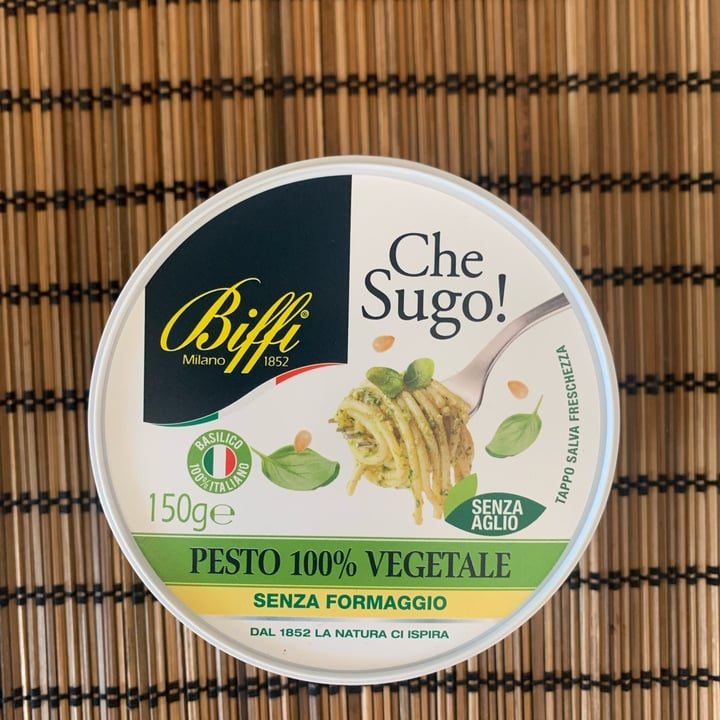 Che
Sugo!
Biffi®
Milano 1852
TAPPO SALVA FRESCHEZZA
BASILICO
100% ITALIANO
150g℮
SENZA
AGLIO
PESTO 100% VEGETALE
SENZA FORMAGGIO
DAL 1852 LA NATURA CI ISPIRA